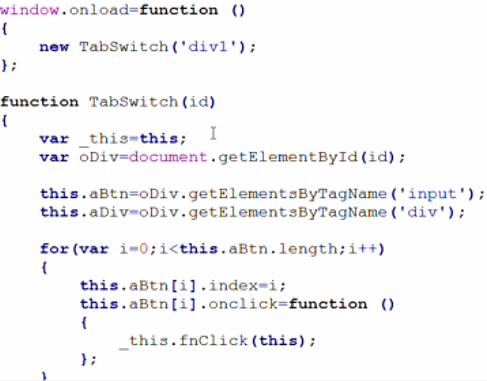 window.onload=function ()
{
    new TabSwitch('div1');
};

function TabSwitch(id)
{
    var _this=this;
    var oDiv=document.getElementById(id);

    this.aBtn=oDiv.getElementsByTagName('input');
    this.aDiv=oDiv.getElementsByTagName('div');

    for(var i=0;i<this.aBtn.length;i++)
    {
        this.aBtn[i].index=i;
        this.aBtn[i].onclick=function ()
        {
            _this.fnClick(this);
        };
    }